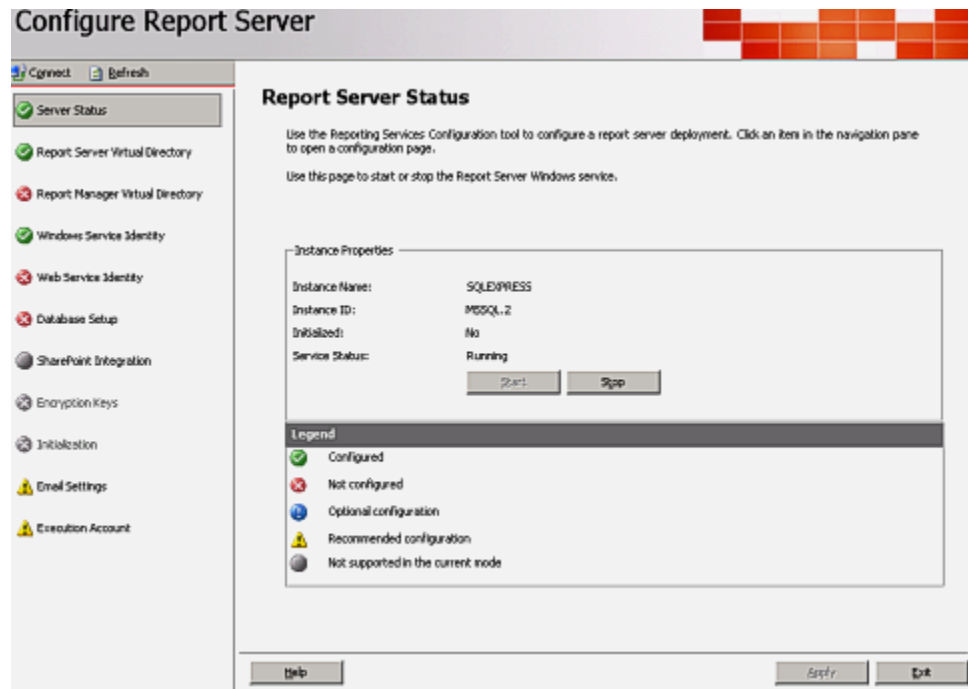 Configure Report Server
Connect Refresh
Server Status
Report Server Virtual Directory
Report Manager Virtual Directory
Windows Service Identity
Web Service Identity
Database Setup
SharePoint Integration
Encryption Keys
Initialization
Email Settings
Execution Account
Report Server Status
Use the Reporting Services Configuration tool to configure a report server deployment. Click an item in the navigation pane
to open a configuration page.
Use this page to start or stop the Report Server Windows service.
Instance Properties
Instance Name: SQLEXPRESS
Instance ID: MSSQL.2
Initialized: No
Service Status: Running
Start Stop
Legend
Configured
Not configured
Optional configuration
Recommended configuration
Not supported in the current mode
Help Apply Exit